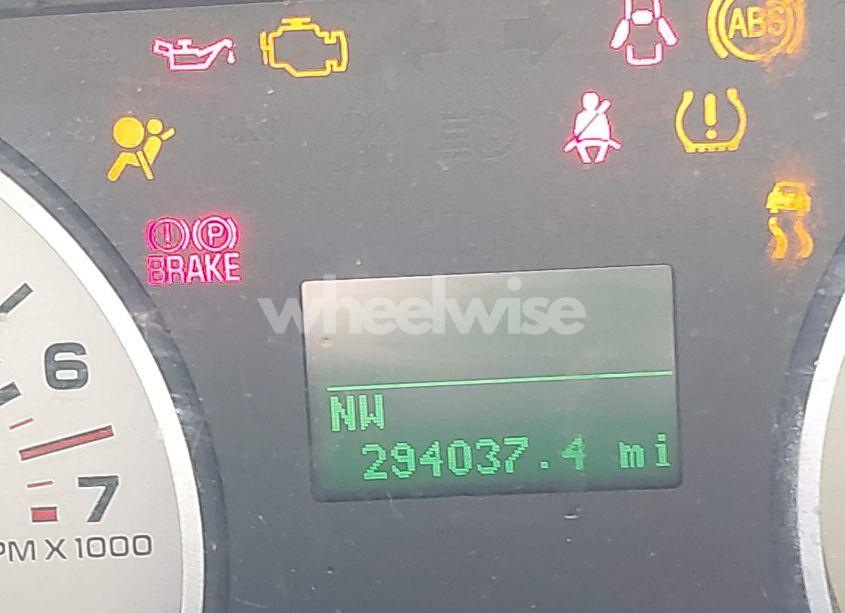 ABS
P
BRAKE
wheelwise
6
NW
294037.4 mi
7
PM X 1000